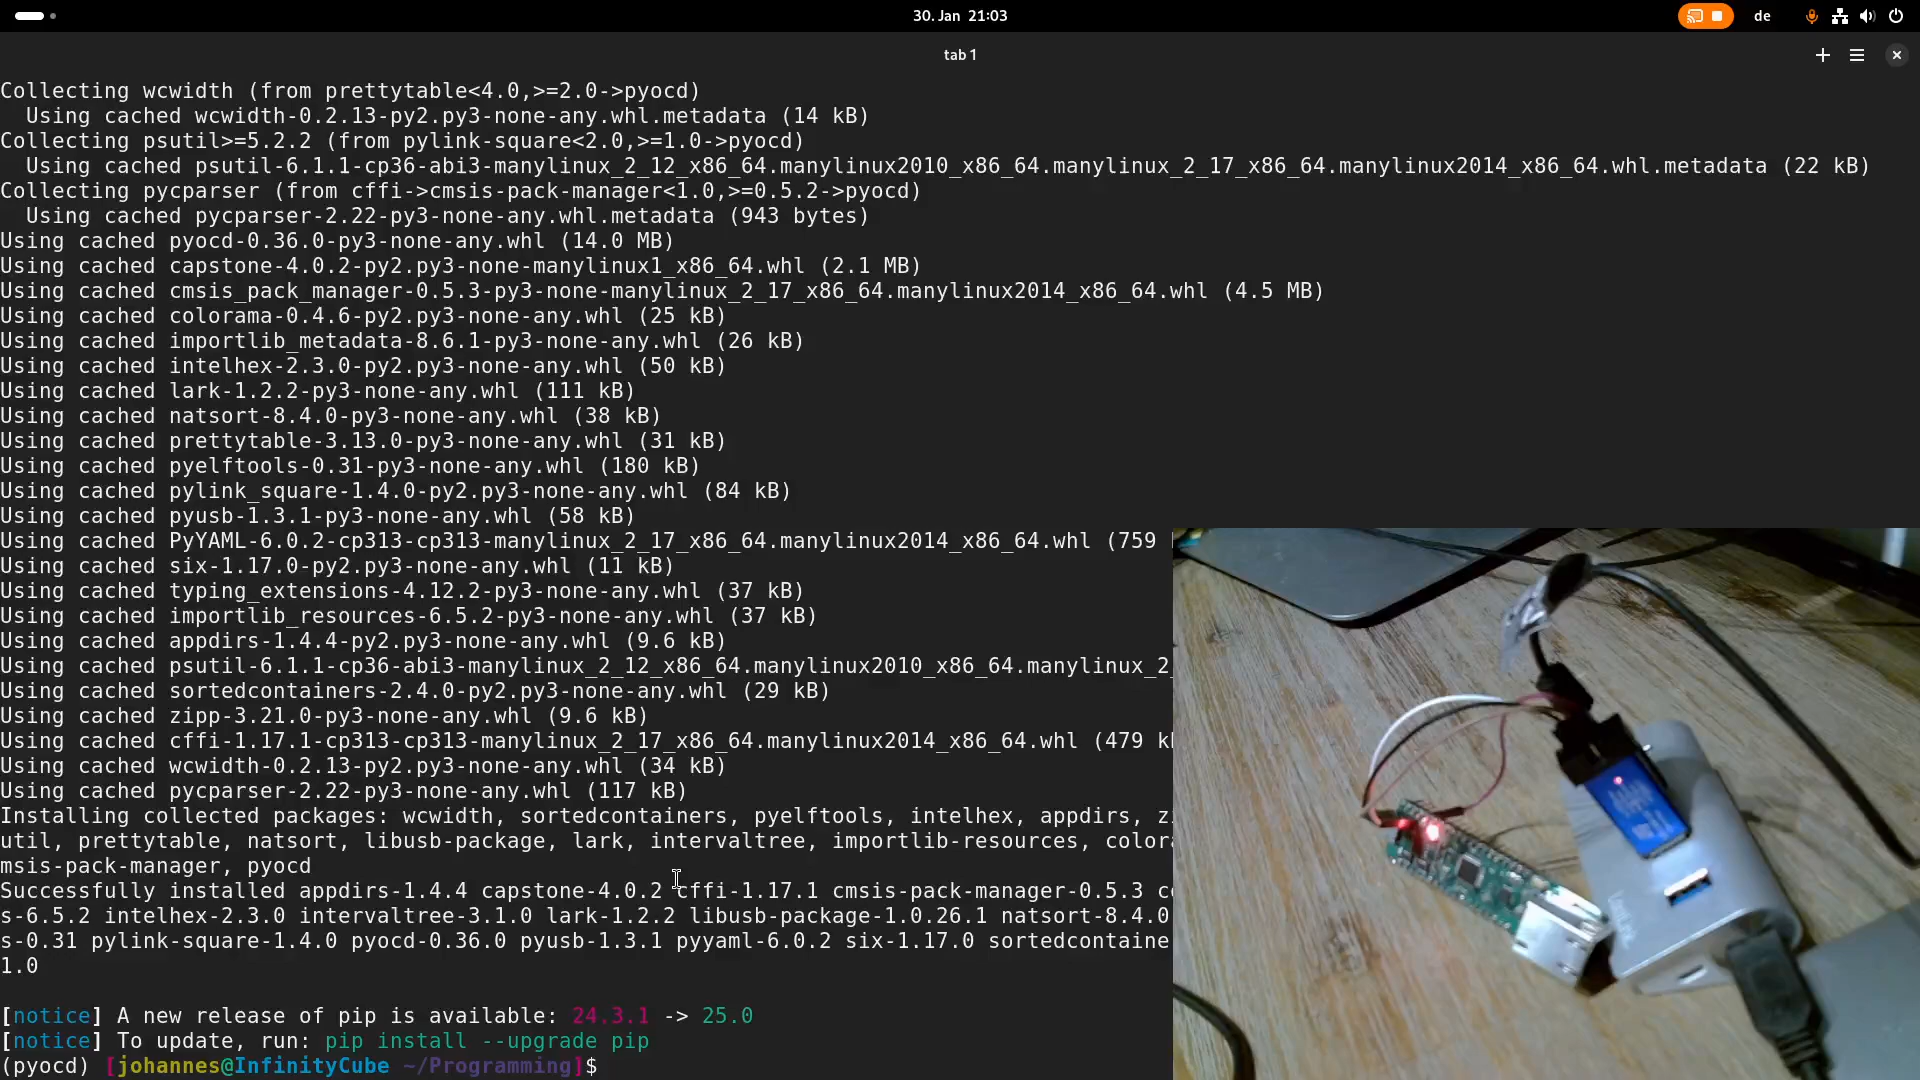 30. Jan 21:03
de
tab 1
Collecting wcwidth (from prettytable<4.0,>=2.0->pyocd)
  Using cached wcwidth-0.2.13-py2.py3-none-any.whl.metadata (14 kB)
Collecting psutil>=5.2.2 (from pylink-square<2.0,>=1.0->pyocd)
  Using cached psutil-6.1.1-cp36-abi3-manylinux_2_12_x86_64.manylinux2010_x86_64.manylinux_2_17_x86_64.manylinux2014_x86_64.whl.metadata (22 kB)
Collecting pycparser (from cffi->cmsis-pack-manager<1.0,>=0.5.2->pyocd)
  Using cached pycparser-2.22-py3-none-any.whl.metadata (943 bytes)
Using cached pyocd-0.36.0-py3-none-any.whl (14.0 MB)
Using cached capstone-4.0.2-py2.py3-none-manylinux1_x86_64.whl (2.1 MB)
Using cached cmsis_pack_manager-0.5.3-py3-none-manylinux_2_17_x86_64.manylinux2014_x86_64.whl (4.5 MB)
Using cached colorama-0.4.6-py2.py3-none-any.whl (25 kB)
Using cached importlib_metadata-8.6.1-py3-none-any.whl (26 kB)
Using cached intelhex-2.3.0-py2.py3-none-any.whl (50 kB)
Using cached lark-1.2.2-py3-none-any.whl (111 kB)
Using cached natsort-8.4.0-py3-none-any.whl (38 kB)
Using cached prettytable-3.13.0-py3-none-any.whl (31 kB)
Using cached pyelftools-0.31-py3-none-any.whl (180 kB)
Using cached pylink_square-1.4.0-py2.py3-none-any.whl (84 kB)
Using cached pyusb-1.3.1-py3-none-any.whl (58 kB)
Using cached PyYAML-6.0.2-cp313-cp313-manylinux_2_17_x86_64.manylinux2014_x86_64.whl (759
Using cached six-1.17.0-py2.py3-none-any.whl (11 kB)
Using cached typing_extensions-4.12.2-py3-none-any.whl (37 kB)
Using cached importlib_resources-6.5.2-py3-none-any.whl (37 kB)
Using cached appdirs-1.4.4-py2.py3-none-any.whl (9.6 kB)
Using cached psutil-6.1.1-cp36-abi3-manylinux_2_12_x86_64.manylinux2010_x86_64.manylinux_2_
Using cached sortedcontainers-2.4.0-py2.py3-none-any.whl (29 kB)
Using cached zipp-3.21.0-py3-none-any.whl (9.6 kB)
Using cached cffi-1.17.1-cp313-cp313-manylinux_2_17_x86_64.manylinux2014_x86_64.whl (479 k
Using cached wcwidth-0.2.13-py2.py3-none-any.whl (34 kB)
Using cached pycparser-2.22-py3-none-any.whl (117 kB)
Installing collected packages: wcwidth, sortedcontainers, pyelftools, intelhex, appdirs, z
util, prettytable, natsort, libusb-package, lark, intervaltree, importlib-resources, color
msis-pack-manager, pyocd
Successfully installed appdirs-1.4.4 capstone-4.0.2 cffi-1.17.1 cmsis-pack-manager-0.5.3 c
s-6.5.2 intelhex-2.3.0 intervaltree-3.1.0 lark-1.2.2 libusb-package-1.0.26.1 natsort-8.4.0
s-0.31 pylink-square-1.4.0 pyocd-0.36.0 pyusb-1.3.1 pyyaml-6.0.2 six-1.17.0 sortedcontaine
1.0
[notice] A new release of pip is available: 24.3.1 -> 25.0
[notice] To update, run: pip install --upgrade pip
(pyocd) [johannes@InfinityCube ~/Programming]$